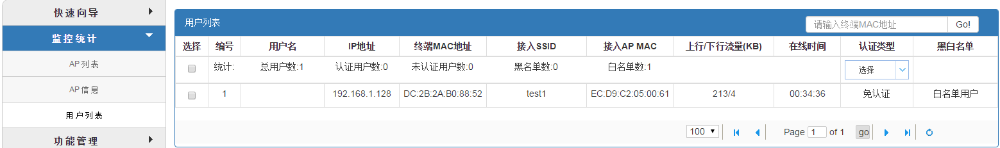 快速向导
监控统计
AP列表
AP信息
用户列表
功能管理
用户列表
请输入终端MAC地址 Go!
选择 编号 用户名 IP地址 终端MAC地址 接入SSID 接入AP MAC 上行/下行流量(KB) 在线时间 认证类型 黑白名单
统计: 总用户数:1 认证用户数:0 未认证用户数:0 黑名单数:0 白名单数:1 选择
1 192.168.1.128 DC:2B:2A:B0:88:52 test1 EC:D9:C2:05:00:61 213/4 00:34:36 免认证 白名单用户
100 Page 1 of 1 go